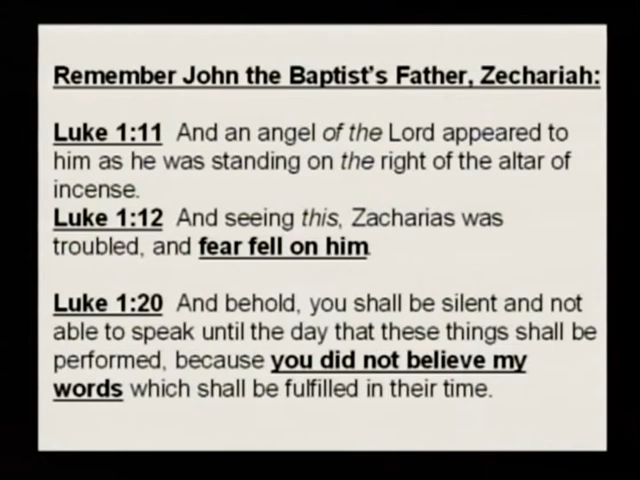 Remember John the Baptist's Father, Zechariah:
Luke 1:11 And an angel of the Lord appeared to
him as he was standing on the right of the altar of
incense.
Luke 1:12 And seeing this, Zacharias was
troubled, and fear fell on him.
Luke 1:20 And behold, you shall be silent and not
able to speak until the day that these things shall be
performed, because you did not believe my
words which shall be fulfilled in their time.